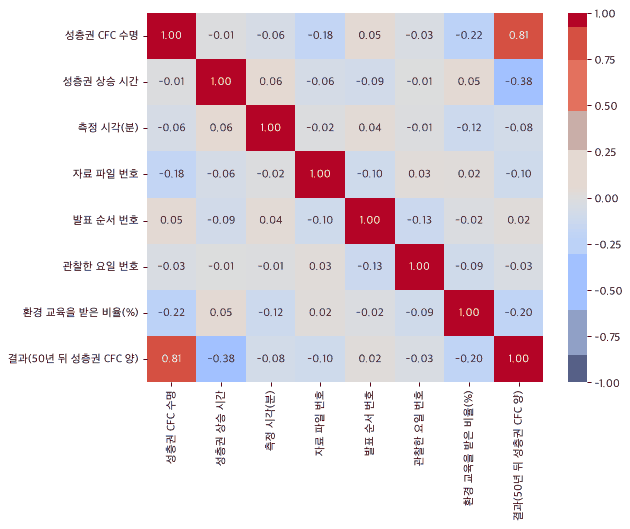 성층권 CFC 수명 1.00 -0.01 -0.06 -0.18 0.05 -0.03 -0.22 0.81
성층권 상승 시간 -0.01 1.00 0.06 -0.06 -0.09 -0.01 0.05 -0.38
측정 시각(분) -0.06 0.06 1.00 -0.02 0.04 -0.01 -0.12 -0.08
자료 파일 번호 -0.18 -0.06 -0.02 1.00 -0.10 0.03 0.02 -0.10
발표 순서 번호 0.05 -0.09 0.04 -0.10 1.00 -0.13 -0.02 0.02
관찰한 요일 번호 -0.03 -0.01 -0.01 0.03 -0.13 1.00 -0.09 -0.03
환경 교육을 받은 비율(%) -0.22 0.05 -0.12 0.02 -0.02 -0.09 1.00 -0.20
결과(50년 뒤 성층권 CFC 양) 0.81 -0.38 -0.08 -0.10 0.02 -0.03 -0.20 1.00
성층권 CFC 수명
성층권 상승 시간
측정 시각(분)
자료 파일 번호
발표 순서 번호
관찰한 요일 번호
환경 교육을 받은 비율(%)
결과(50년 뒤 성층권 CFC 양)
1.00
0.75
0.50
0.25
0.00
-0.25
-0.50
-0.75
-1.00